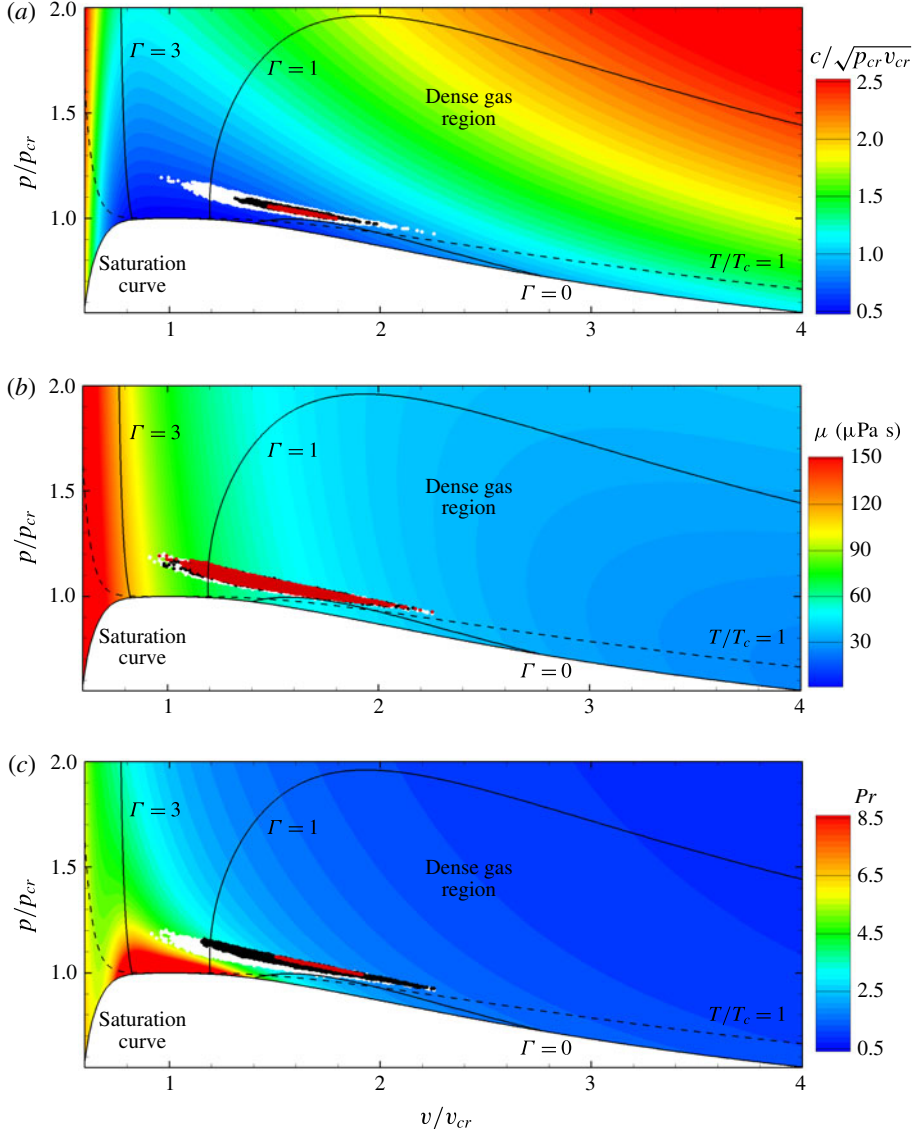 (a)
2.0
1.5
1.0
p/p_cr
Γ = 3
Γ = 1
Dense gas
region
Saturation
curve
Γ = 0
T/T_c = 1
1
2
3
4
c/√p_cr v_cr
2.5
2.0
1.5
1.0
0.5
(b)
2.0
1.5
1.0
p/p_cr
Γ = 3
Γ = 1
Dense gas
region
Saturation
curve
Γ = 0
T/T_c = 1
1
2
3
4
μ (μPa s)
150
120
90
60
30
(c)
2.0
1.5
1.0
p/p_cr
Γ = 3
Γ = 1
Dense gas
region
Saturation
curve
Γ = 0
T/T_c = 1
1
2
3
4
v/v_cr
Pr
8.5
6.5
4.5
2.5
0.5